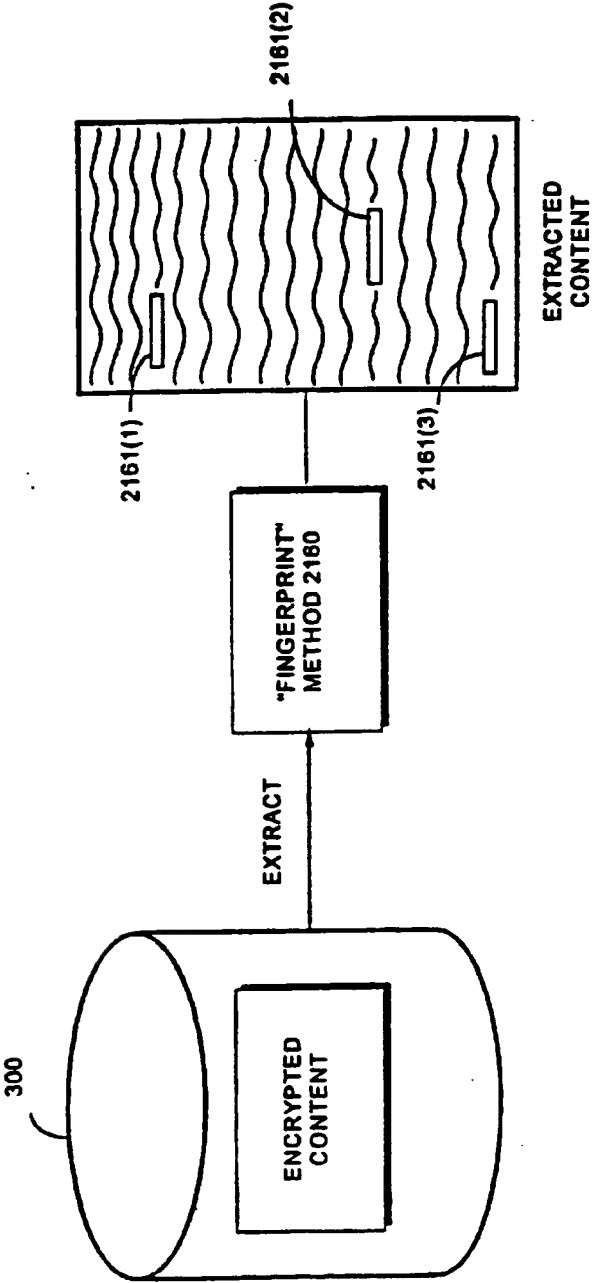 300
ENCRYPTED
CONTENT
EXTRACT
"FINGERPRINT"
METHOD 2160
2161(1)
2161(2)
2161(3)
EXTRACTED
CONTENT